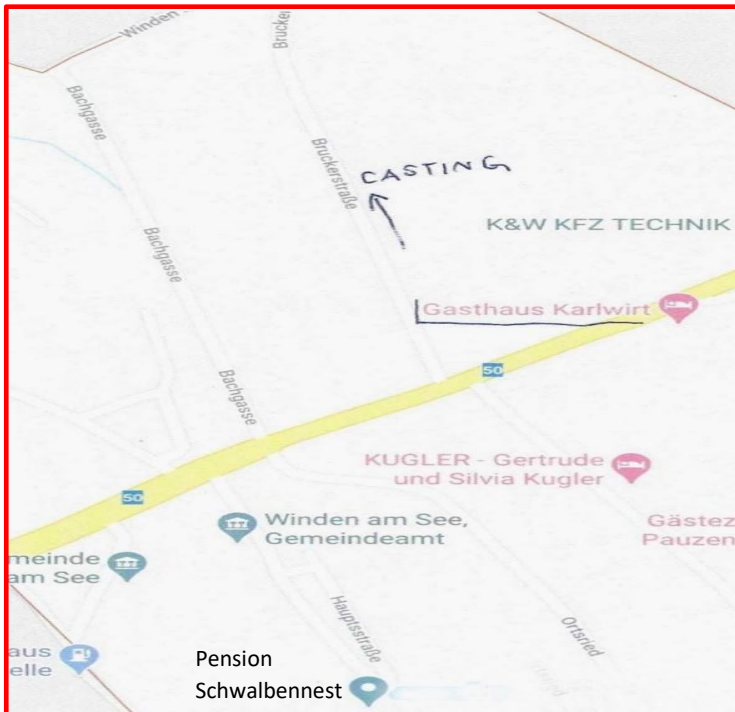 Winden
Brucker
Bachgasse
Bruckerstraße
CASTING
K&W KFZ TECHNIK
Bachgasse
Gasthaus Karlwirt
50
Bachgasse
KUGLER - Gertrude
und Silvia Kugler
50
Winden am See,
Gemeindeamt
Gästez
Pauzen
meinde
am See
Hauptsstraße
Ortsried
aus
elle
Pension
Schwalbennest